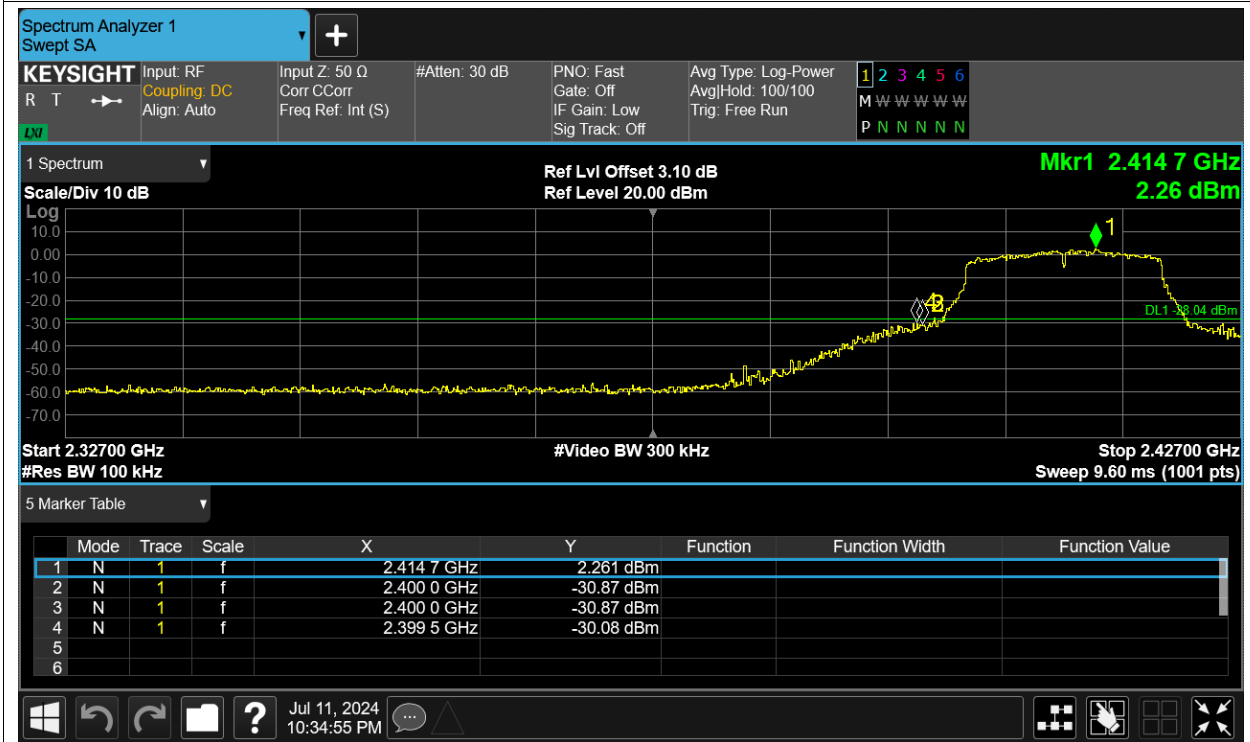 Spectrum Analyzer 1
Swept SA
KEYSIGHT
R T
LXI
Input: RF
Coupling: DC
Align: Auto
Input Z: 50 Ω
Corr CCorr
Freq Ref: Int (S)
#Atten: 30 dB
PNO: Fast
Gate: Off
IF Gain: Low
Sig Track: Off
Avg Type: Log-Power
Avg|Hold: 100/100
Trig: Free Run
1 2 3 4 5 6
M W W W W W
P N N N N N
1 Spectrum
Scale/Div 10 dB
Ref Lvl Offset 3.10 dB
Ref Level 20.00 dBm
Mkr1 2.414 7 GHz
2.26 dBm
Log
10.0
0.00
-10.0
-20.0
-30.0
-40.0
-50.0
-60.0
-70.0
1
DL1 -28.04 dBm
Start 2.32700 GHz
#Res BW 100 kHz
#Video BW 300 kHz
Stop 2.42700 GHz
Sweep 9.60 ms (1001 pts)
5 Marker Table
Mode Trace Scale X Y Function Function Width Function Value
1 N 1 f 2.414 7 GHz 2.261 dBm
2 N 1 f 2.400 0 GHz -30.87 dBm
3 N 1 f 2.400 0 GHz -30.87 dBm
4 N 1 f 2.399 5 GHz -30.08 dBm
5
6
?
Jul 11, 2024
10:34:55 PM